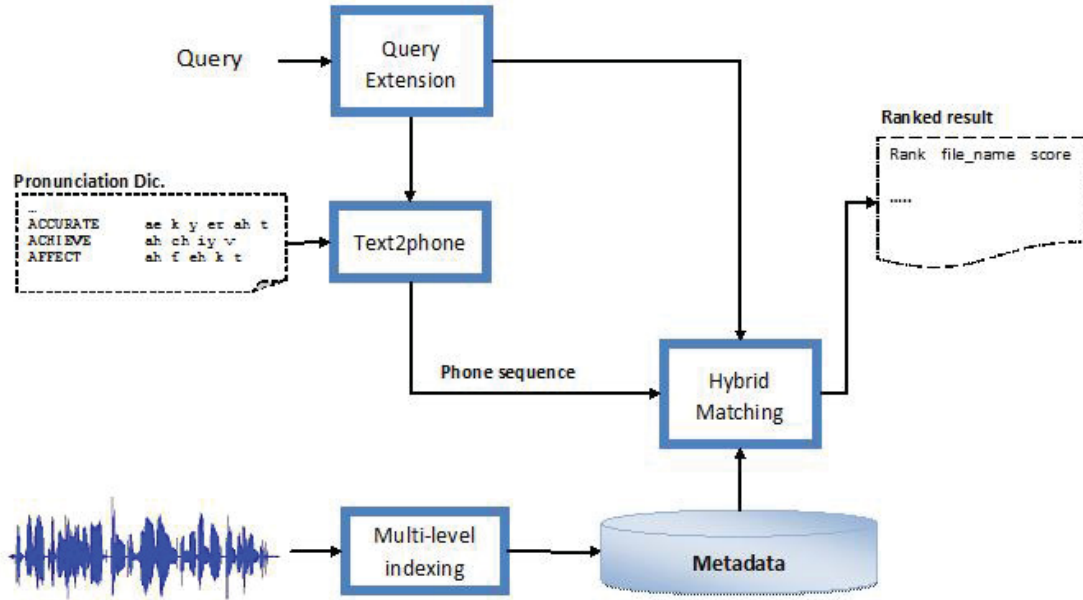 Query
Query
Extension
Ranked result
Rank file_name score
.....
Pronunciation Dic.
...
ACCURATE ae k y er ah t
ACHIEVE ah ch iy v
AFFECT ah f eh k t
Text2phone
Phone sequence
Hybrid
Matching
Multi-level
indexing
Metadata